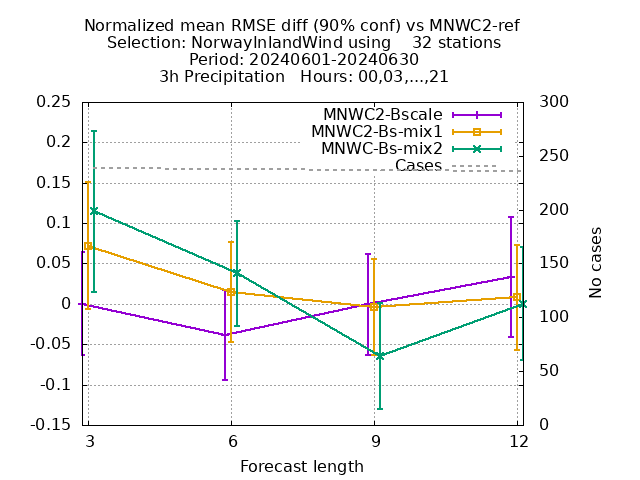 Normalized mean RMSE diff (90% conf) vs MNWC2-ref
Selection: NorwayInlandWind using    32 stations
Period: 20240601-20240630
3h Precipitation   Hours: 00,03,...,21
0.25
0.2
0.15
0.1
0.05
0
-0.05
-0.1
-0.15
MNWC2-Bscale
MNWC2-Bs-mix1
MNWC-Bs-mix2
Cases
300
250
200
150
100
50
0
No cases
3 6 9 12
Forecast length